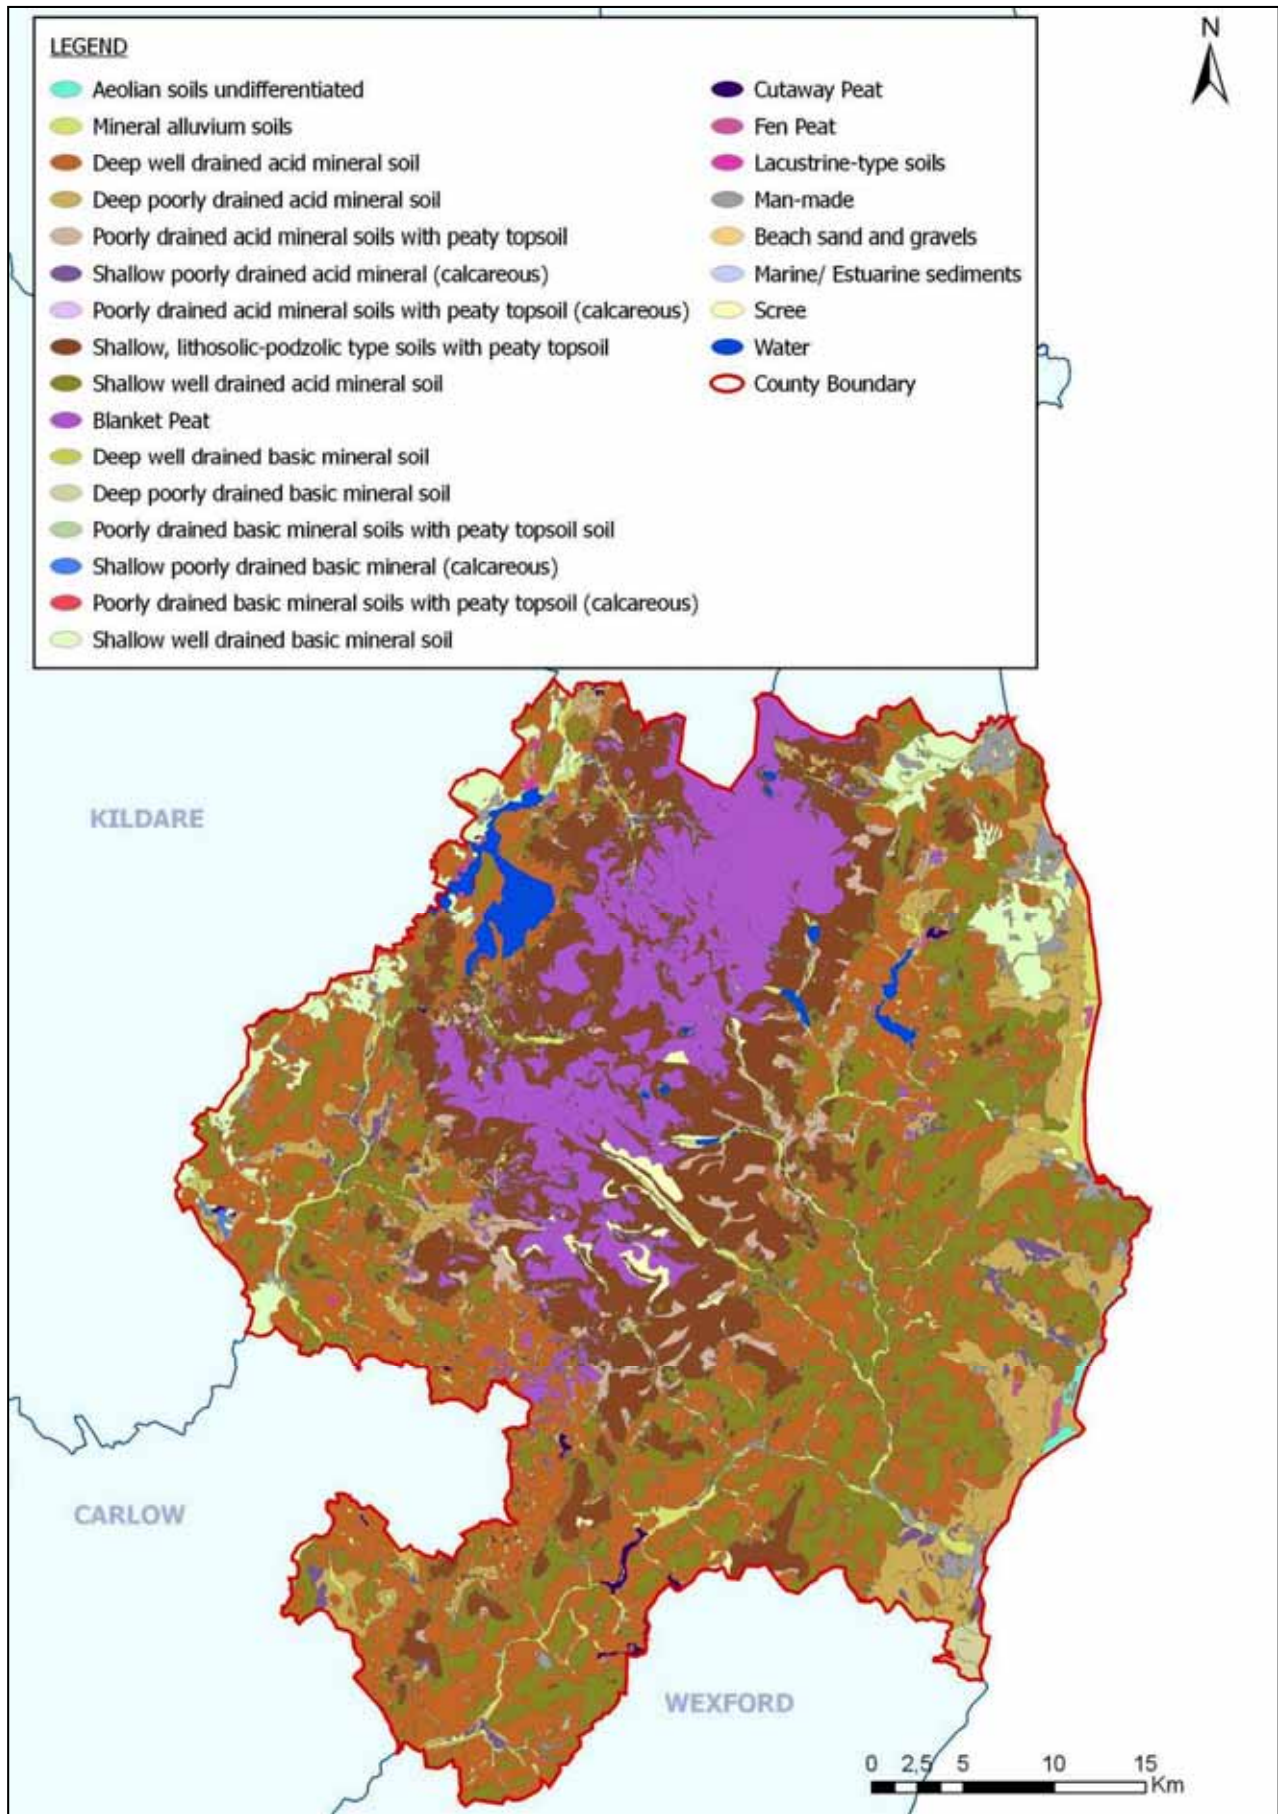 N
LEGEND
Aeolian soils undifferentiated
Mineral alluvium soils
Deep well drained acid mineral soil
Deep poorly drained acid mineral soil
Poorly drained acid mineral soils with peaty topsoil
Shallow poorly drained acid mineral (calcareous)
Poorly drained acid mineral soils with peaty topsoil (calcareous)
Shallow, lithosolic-podzolic type soils with peaty topsoil
Shallow well drained acid mineral soil
Blanket Peat
Deep well drained basic mineral soil
Deep poorly drained basic mineral soil
Poorly drained basic mineral soils with peaty topsoil soil
Shallow poorly drained basic mineral (calcareous)
Poorly drained basic mineral soils with peaty topsoil (calcareous)
Shallow well drained basic mineral soil
Cutaway Peat
Fen Peat
Lacustrine-type soils
Man-made
Beach sand and gravels
Marine/ Estuarine sediments
Scree
Water
County Boundary
KILDARE
CARLOW
WEXFORD
0 2,5 5 10 15
Km